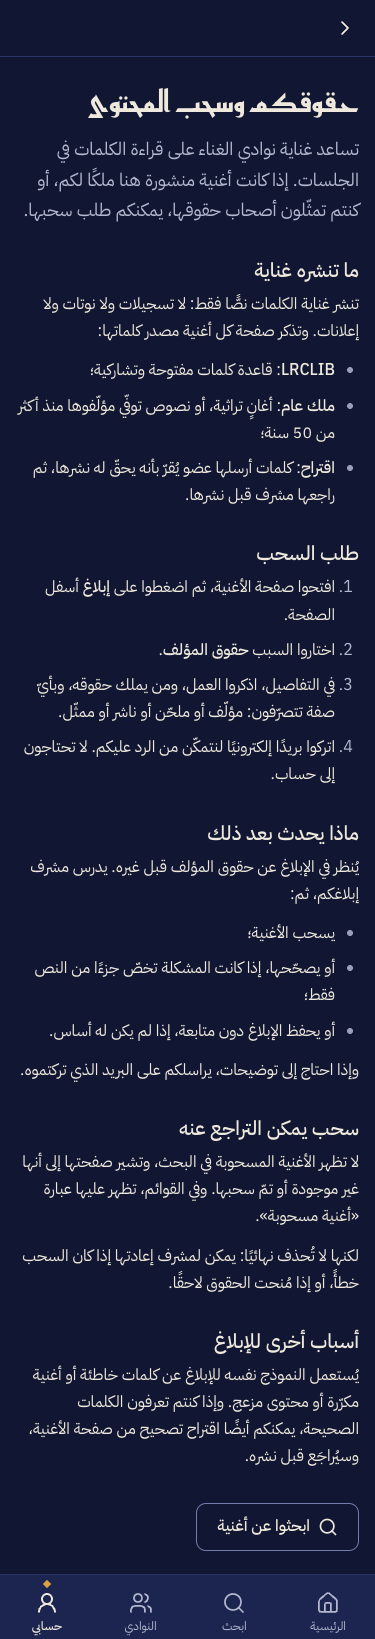 حقوقكم وسحب المحتوى
تساعد غناية نوادي الغناء على قراءة الكلمات في
الجلسات. إذا كانت أغنية منشورة هنا ملكًا لكم، أو
كنتم تمثّلون أصحاب حقوقها، يمكنكم طلب سحبها.
ما تنشره غناية
تنشر غناية الكلمات نصًّا فقط: لا تسجيلات ولا نوتات ولا
إعلانات. وتذكر صفحة كل أغنية مصدر كلماتها:
• LRCLIB: قاعدة كلمات مفتوحة وتشاركية؛
• ملك عام: أغانٍ تراثية، أو نصوص توفّي مؤلّفوها منذ أكثر
من 50 سنة؛
• اقتراح: كلمات أرسلها عضو يُقرّ بأنه يحقّ له نشرها، ثم
راجعها مشرف قبل نشرها.
طلب السحب
1. افتحوا صفحة الأغنية، ثم اضغطوا على إبلاغ أسفل
الصفحة.
2. اختاروا السبب حقوق المؤلف.
3. في التفاصيل، اذكروا العمل، ومن يملك حقوقه، وبأيّ
صفة تتصرّفون: مؤلّف أو ملحّن أو ناشر أو ممثّل.
4. اتركوا بريدًا إلكترونيًا لنتمكّن من الرد عليكم. لا تحتاجون
إلى حساب.
ماذا يحدث بعد ذلك
يُنظر في الإبلاغ عن حقوق المؤلف قبل غيره. يدرس مشرف
إبلاغكم، ثم:
• يسحب الأغنية؛
• أو يصحّحها، إذا كانت المشكلة تخصّ جزءًا من النص
فقط؛
• أو يحفظ الإبلاغ دون متابعة، إذا لم يكن له أساس.
وإذا احتاج إلى توضيحات، يراسلكم على البريد الذي تركتموه.
سحب يمكن التراجع عنه
لا تظهر الأغنية المسحوبة في البحث، وتشير صفحتها إلى أنها
غير موجودة أو تمّ سحبها. وفي القوائم، تظهر عليها عبارة
«أغنية مسحوبة».
لكنها لا تُحذف نهائيًا: يمكن لمشرف إعادتها إذا كان السحب
خطأً، أو إذا مُنحت الحقوق لاحقًا.
أسباب أخرى للإبلاغ
يُستعمل النموذج نفسه للإبلاغ عن كلمات خاطئة أو أغنية
مكرّرة أو محتوى مزعج. وإذا كنتم تعرفون الكلمات
الصحيحة، يمكنكم أيضًا اقتراح تصحيح من صفحة الأغنية،
وسيُراجَع قبل نشره.
ابحثوا عن أغنية
الرئيسية
ابحث
النوادي
حسابي